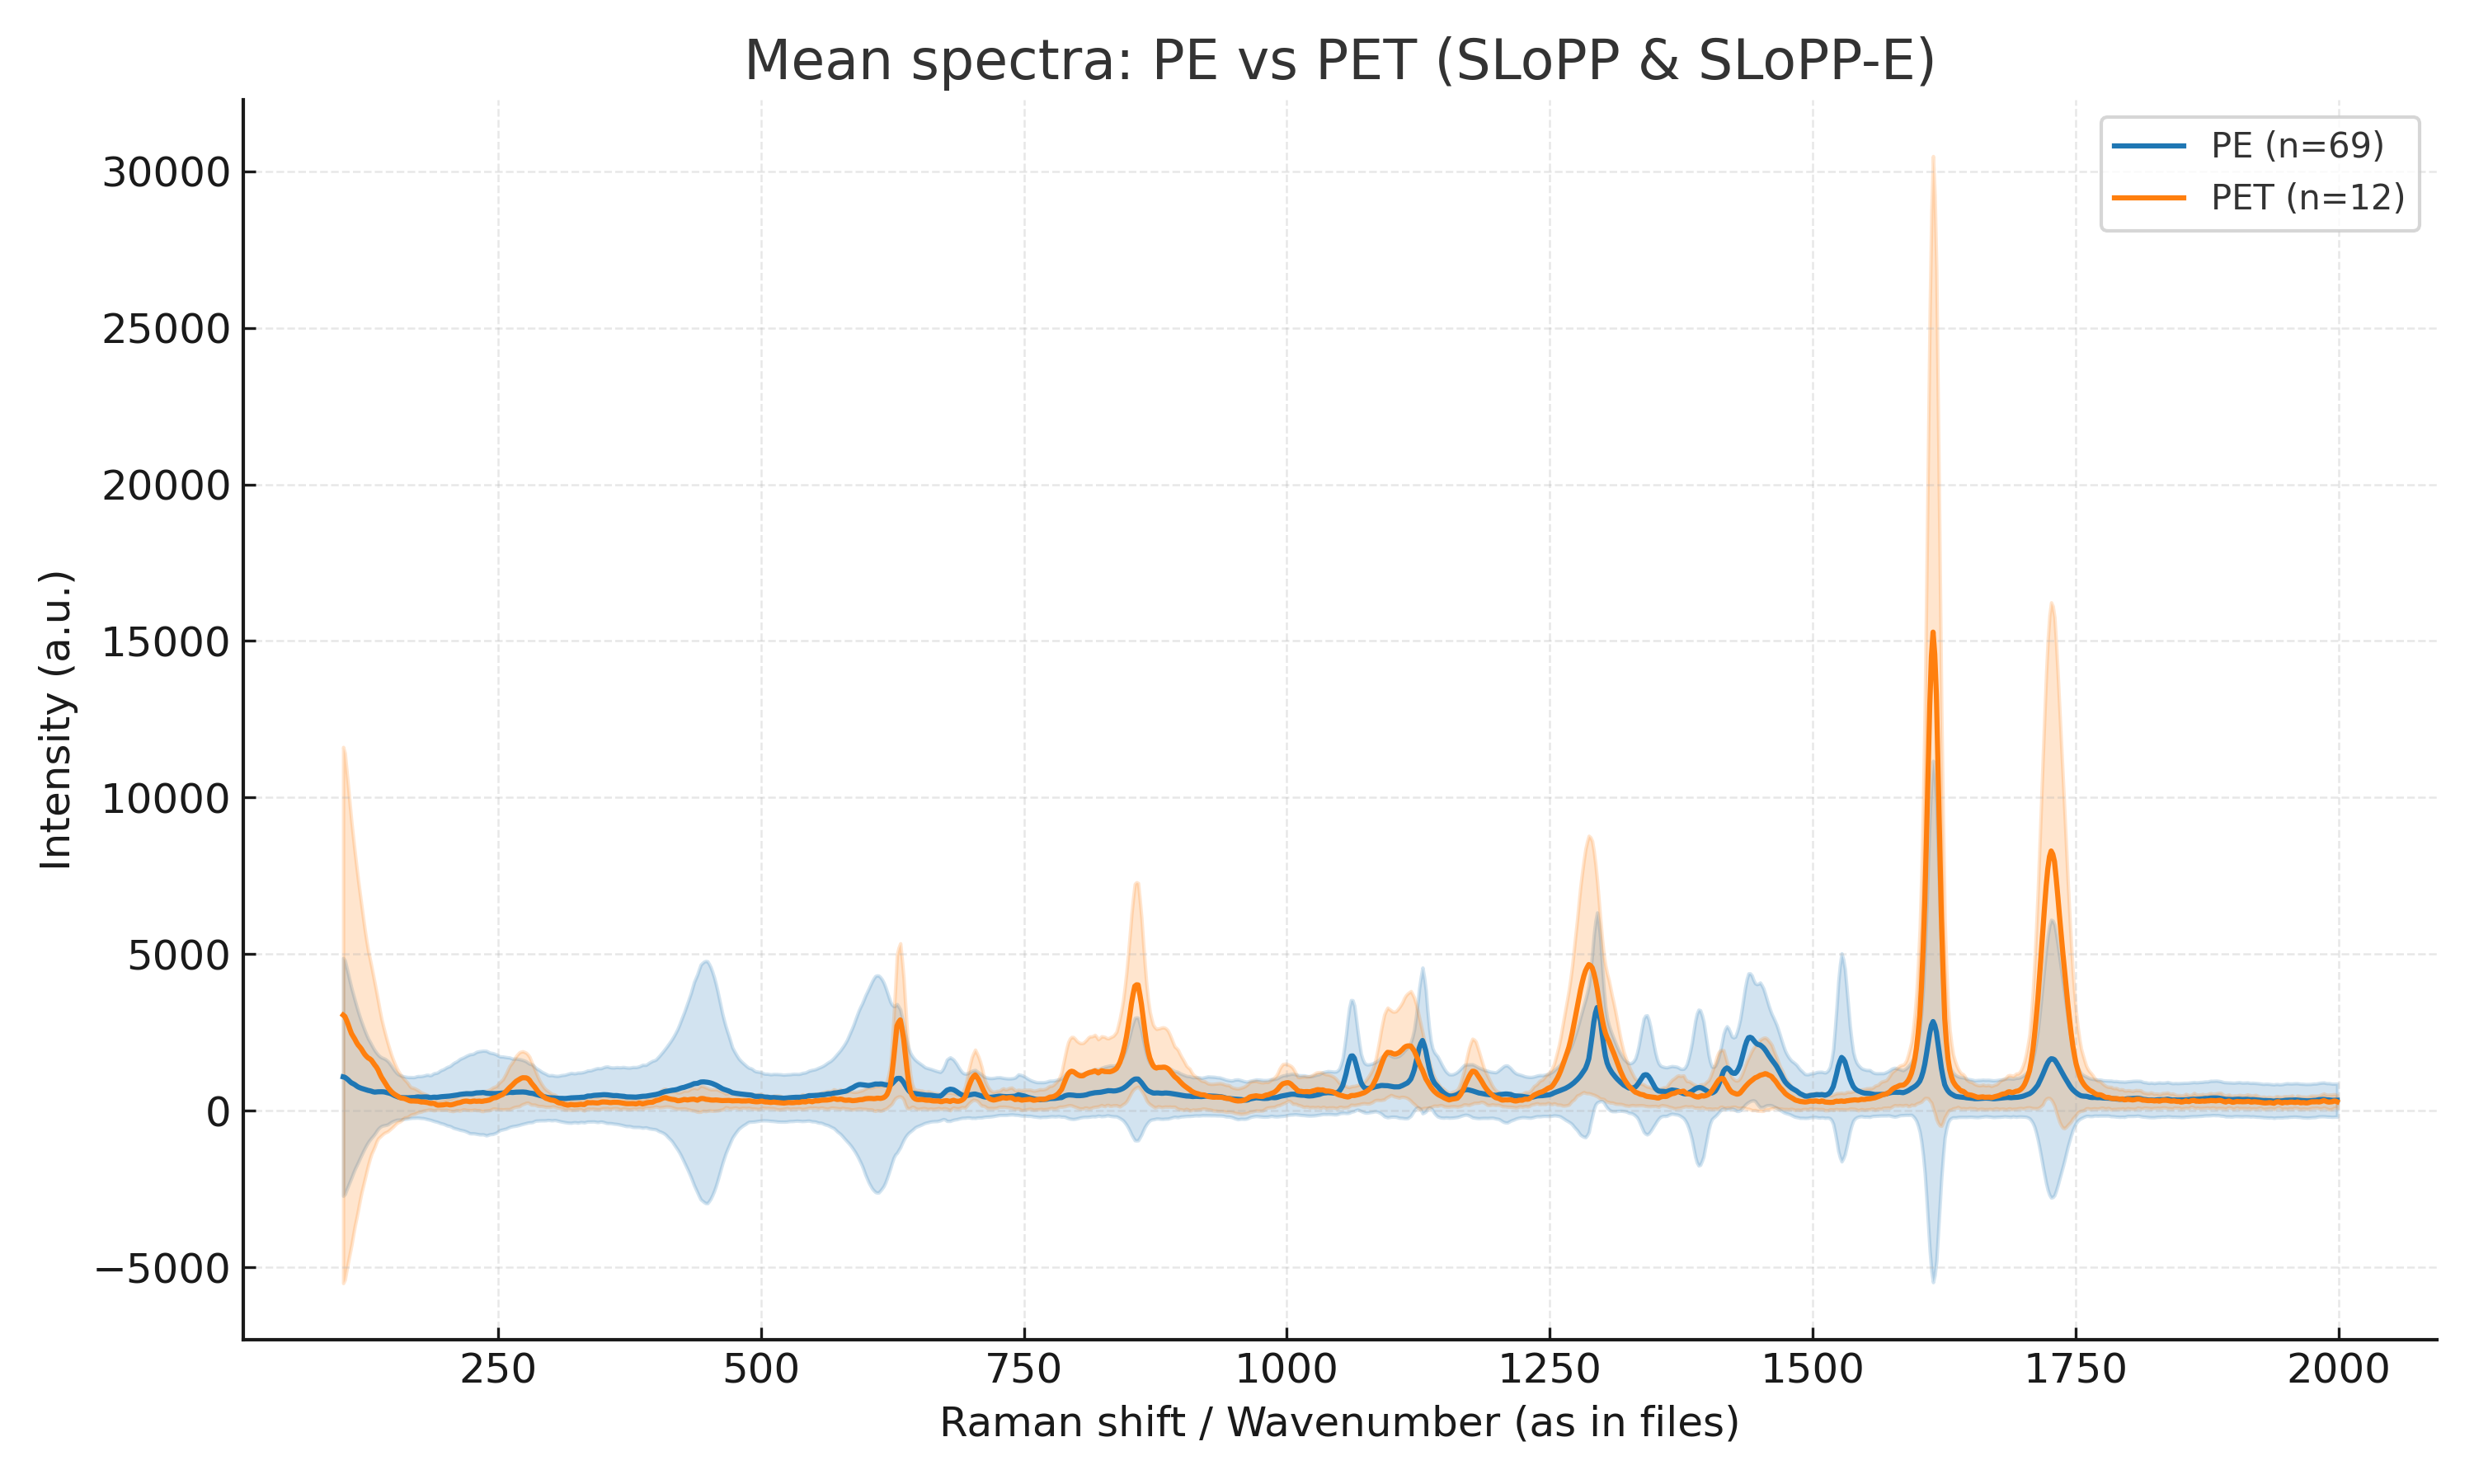 Mean spectra: PE vs PET (SLoPP & SLoPP-E)
PE (n=69)
PET (n=12)
30000
25000
20000
15000
10000
5000
0
−5000
Intensity (a.u.)
250 500 750 1000 1250 1500 1750 2000
Raman shift / Wavenumber (as in files)